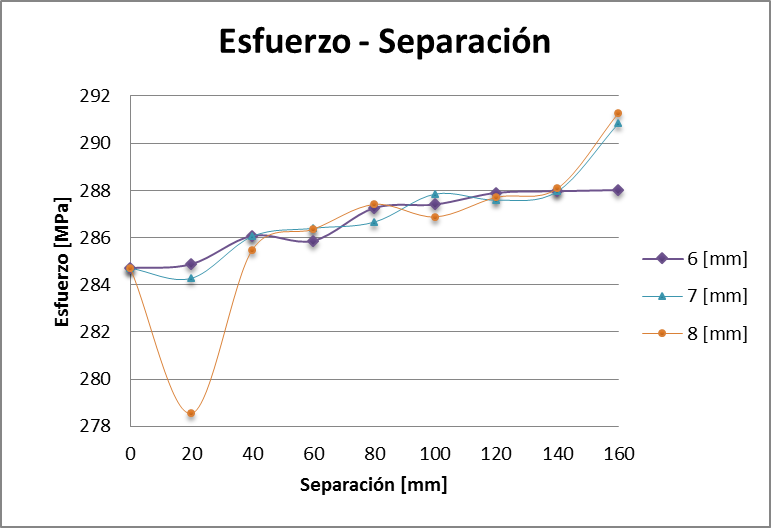 Esfuerzo - Separación
292
290
288
286
284
282
280
278
Esfuerzo [MPa]
0 20 40 60 80 100 120 140 160
Separación [mm]
6 [mm]
7 [mm]
8 [mm]